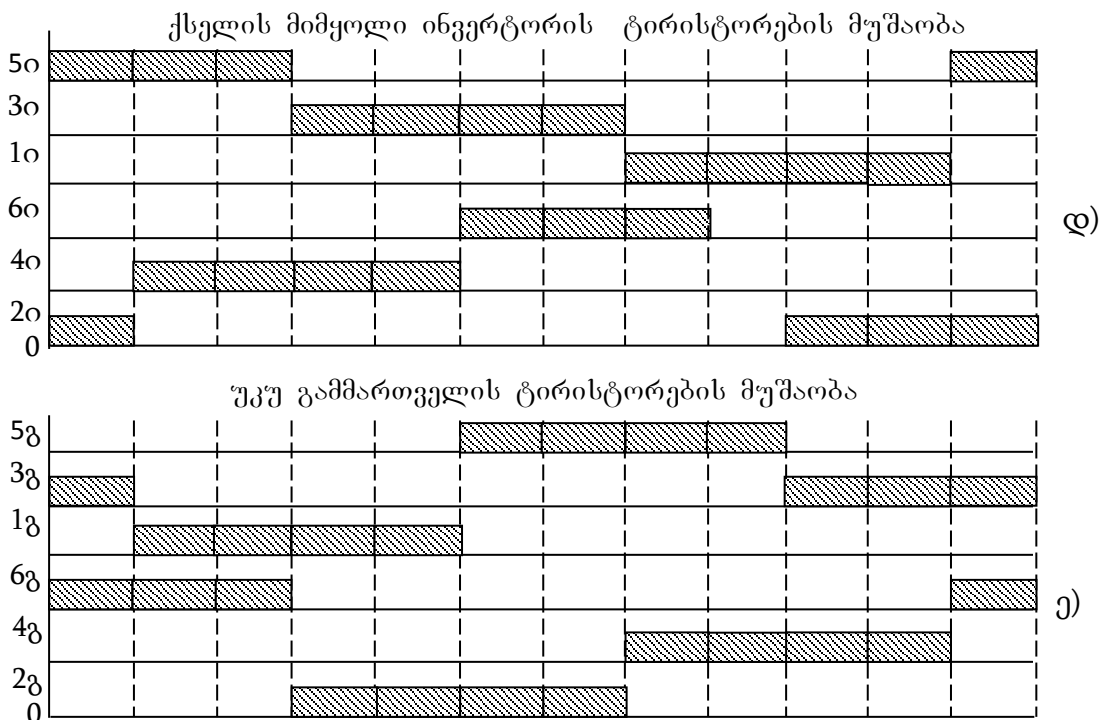 ქსელის მიმყოლი ინვერტორის ტირისტორების მუშაობა
5ი
3ი
1ი
6ი
დ)
4ი
2ი
0
უკუ გამმართველის ტირისტორების მუშაობა
5გ
3გ
1გ
6გ
ე)
4გ
2გ
0